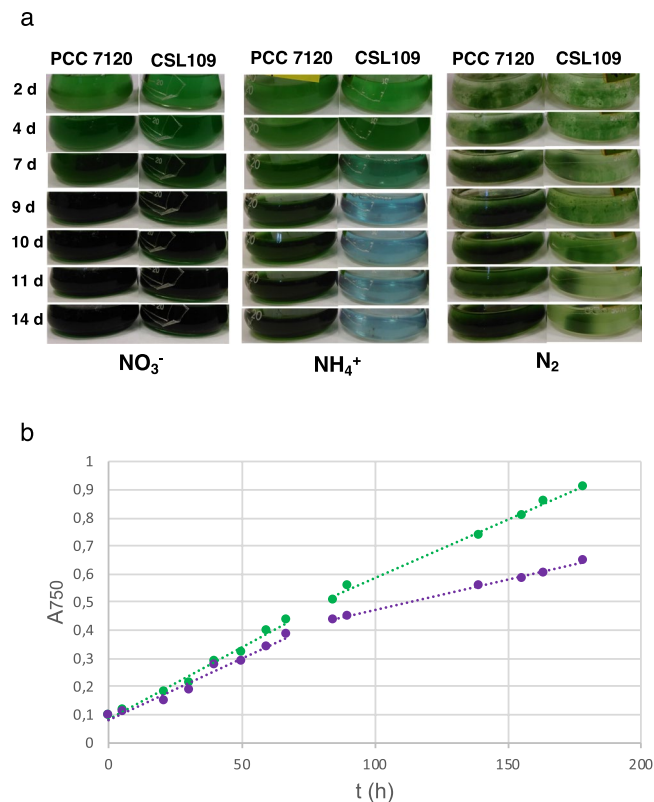 a
PCC 7120 CSL109 PCC 7120 CSL109 PCC 7120 CSL109
2 d
4 d
7 d
9 d
10 d
11 d
14 d
NO₃⁻ NH₄⁺ N₂
b
1
0,9
0,8
0,7
0,6
0,5
0,4
0,3
0,2
0,1
0
A750
0 50 100 150 200
t (h)